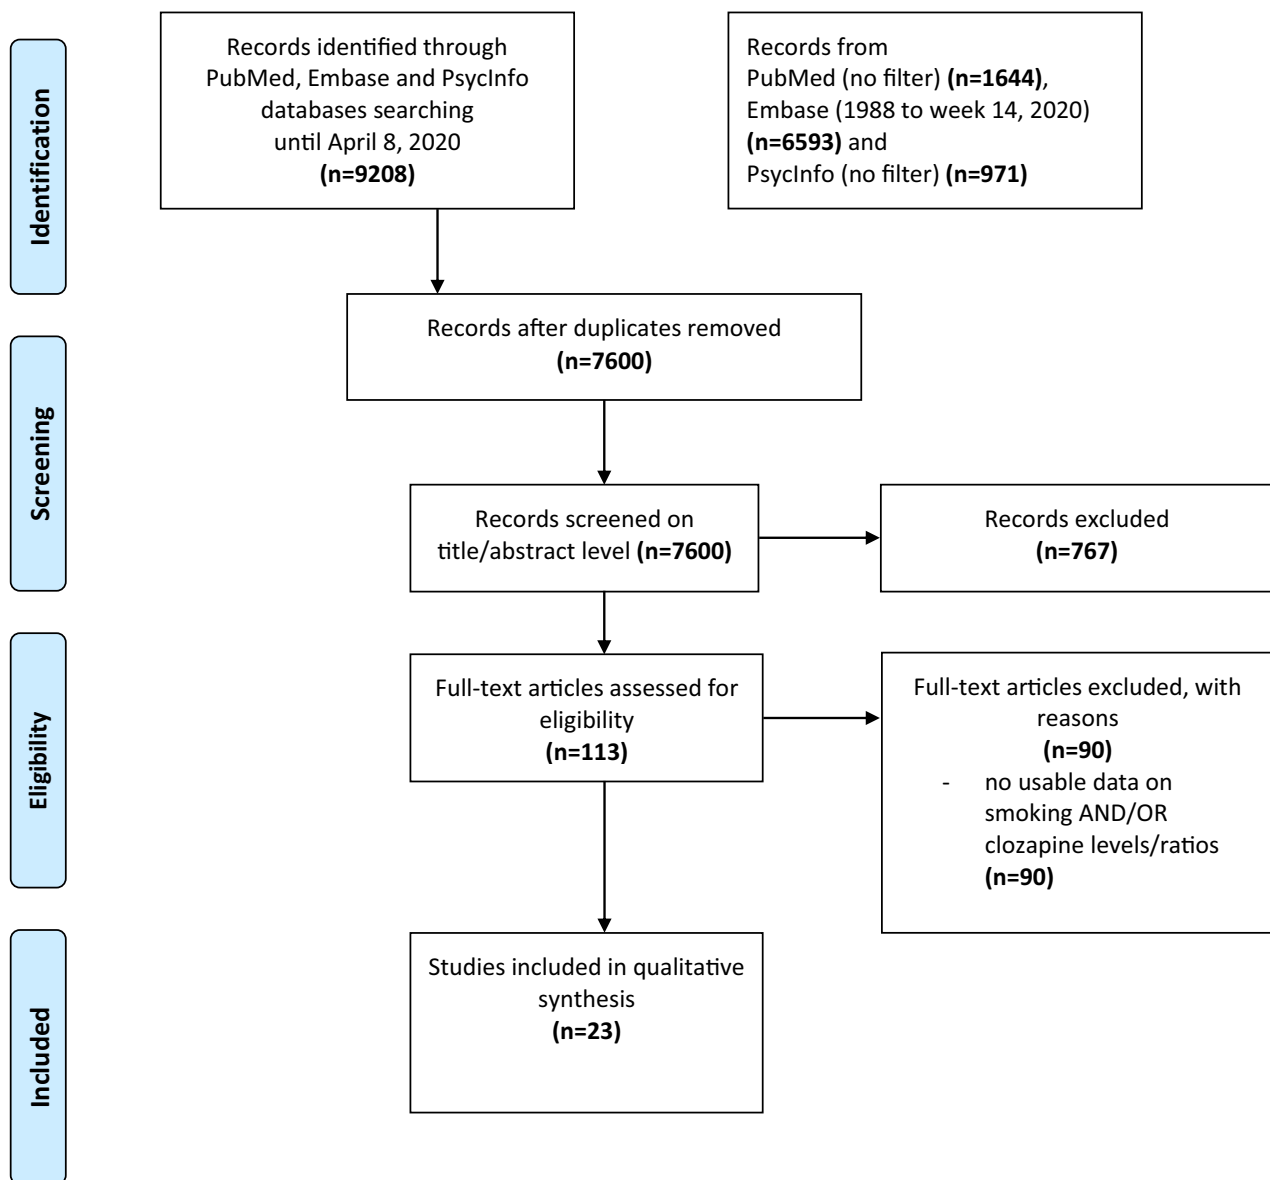 Identification
Records identified through
PubMed, Embase and PsycInfo
databases searching
until April 8, 2020
(n=9208)
Records from
PubMed (no filter) (n=1644),
Embase (1988 to week 14, 2020)
(n=6593) and
PsycInfo (no filter) (n=971)
Records after duplicates removed
(n=7600)
Screening
Records screened on
title/abstract level (n=7600)
Records excluded
(n=767)
Eligibility
Full-text articles assessed for
eligibility
(n=113)
Full-text articles excluded, with
reasons
(n=90)
- no usable data on
smoking AND/OR
clozapine levels/ratios
(n=90)
Included
Studies included in qualitative
synthesis
(n=23)